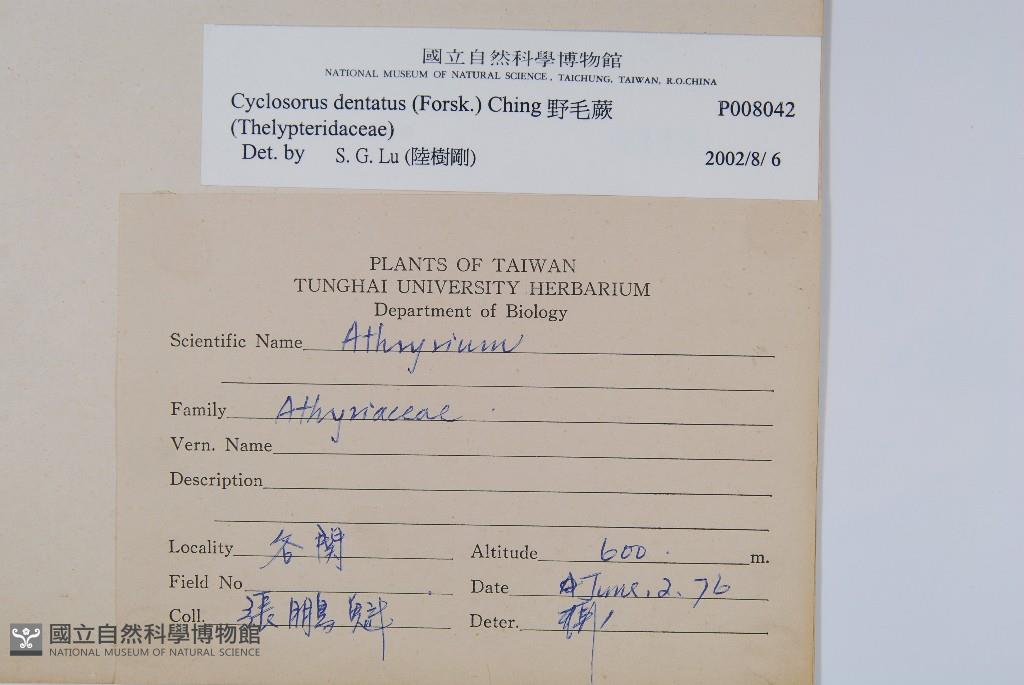 國立自然科學博物館
NATIONAL MUSEUM OF NATURAL SCIENCE, TAICHUNG, TAIWAN, R.O.CHINA
Cyclosorus dentatus (Forsk.) Ching 野毛蕨 P008042
(Thelypteridaceae)
Det. by S. G. Lu (陸樹剛) 2002/8/ 6
PLANTS OF TAIWAN
TUNGHAI UNIVERSITY HERBARIUM
Department of Biology
Scientific Name Athyrium
Family Athyriaceae
Vern. Name
Description
Locality 谷関 Altitude 600 m.
Field No Date June, 2. 76
Coll. 張鵬 Deter.
國立自然科學博物館
NATIONAL MUSEUM OF NATURAL SCIENCE